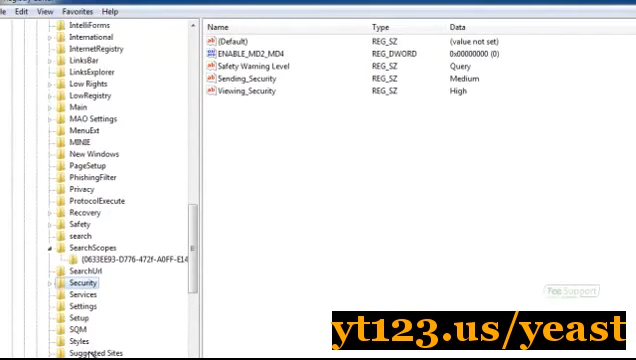 Edit View Favorites Help
IntelliForms
International
InternetRegistry
LinksBar
LinksExplorer
Low Rights
LowRegistry
Main
MAO Settings
MenuExt
MINIE
New Windows
PageSetup
PhishingFilter
Privacy
ProtocolExecute
Recovery
Safety
search
SearchScopes
{0633EE93-D776-472f-A0FF-E14
SearchUrl
Security
Services
Settings
Setup
SQM
Styles
Suggested Sites
Name Type Data
(Default) REG_SZ (value not set)
ENABLE_MD2_MD4 REG_DWORD 0x00000000 (0)
Safety Warning Level REG_SZ Query
Sending_Security REG_SZ Medium
Viewing_Security REG_SZ High
Tee Support
yt123.us/yeast